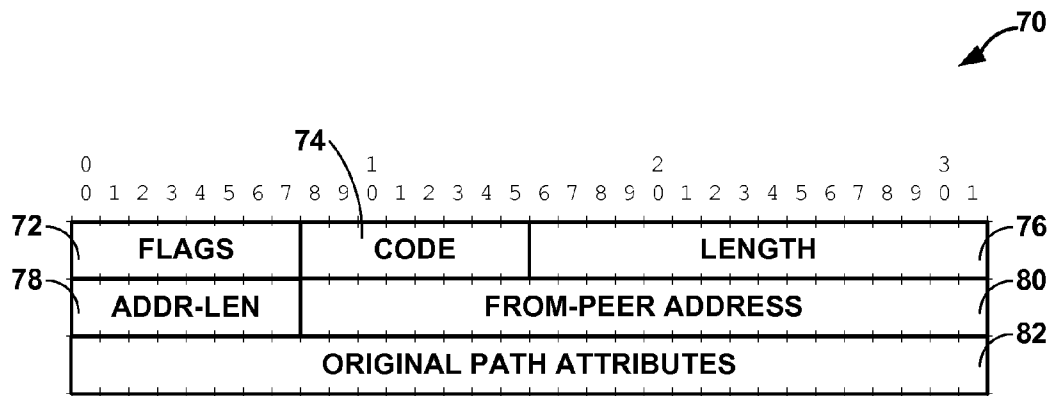 70
74
0 1 2 3
0 1 2 3 4 5 6 7 8 9 0 1 2 3 4 5 6 7 8 9 0 1 2 3 4 5 6 7 8 9 0 1
72 FLAGS CODE LENGTH 76
78 ADDR-LEN FROM-PEER ADDRESS 80
82
ORIGINAL PATH ATTRIBUTES